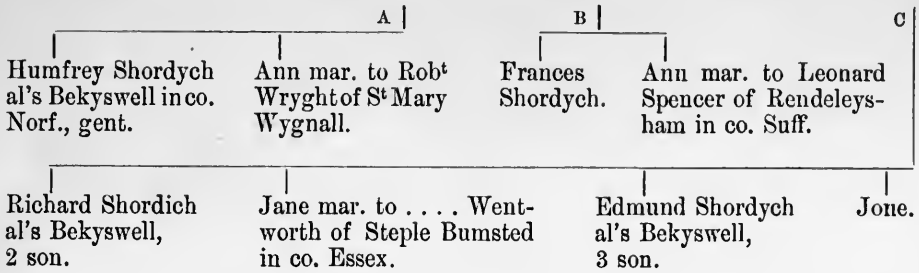 A B C
Humfrey Shordych
al's Bekyswell in co.
Norf., gent.
Ann mar. to Robt
Wryght of St Mary
Wygnall.
Frances
Shordych.
Ann mar. to Leonard
Spencer of Rendeleys-
ham in co. Suff.
Richard Shordich
al's Bekyswell,
2 son.
Jane mar. to . . . . Went-
worth of Steple Bumsted
in co. Essex.
Edmund Shordych
al's Bekyswell,
3 son.
Jone.